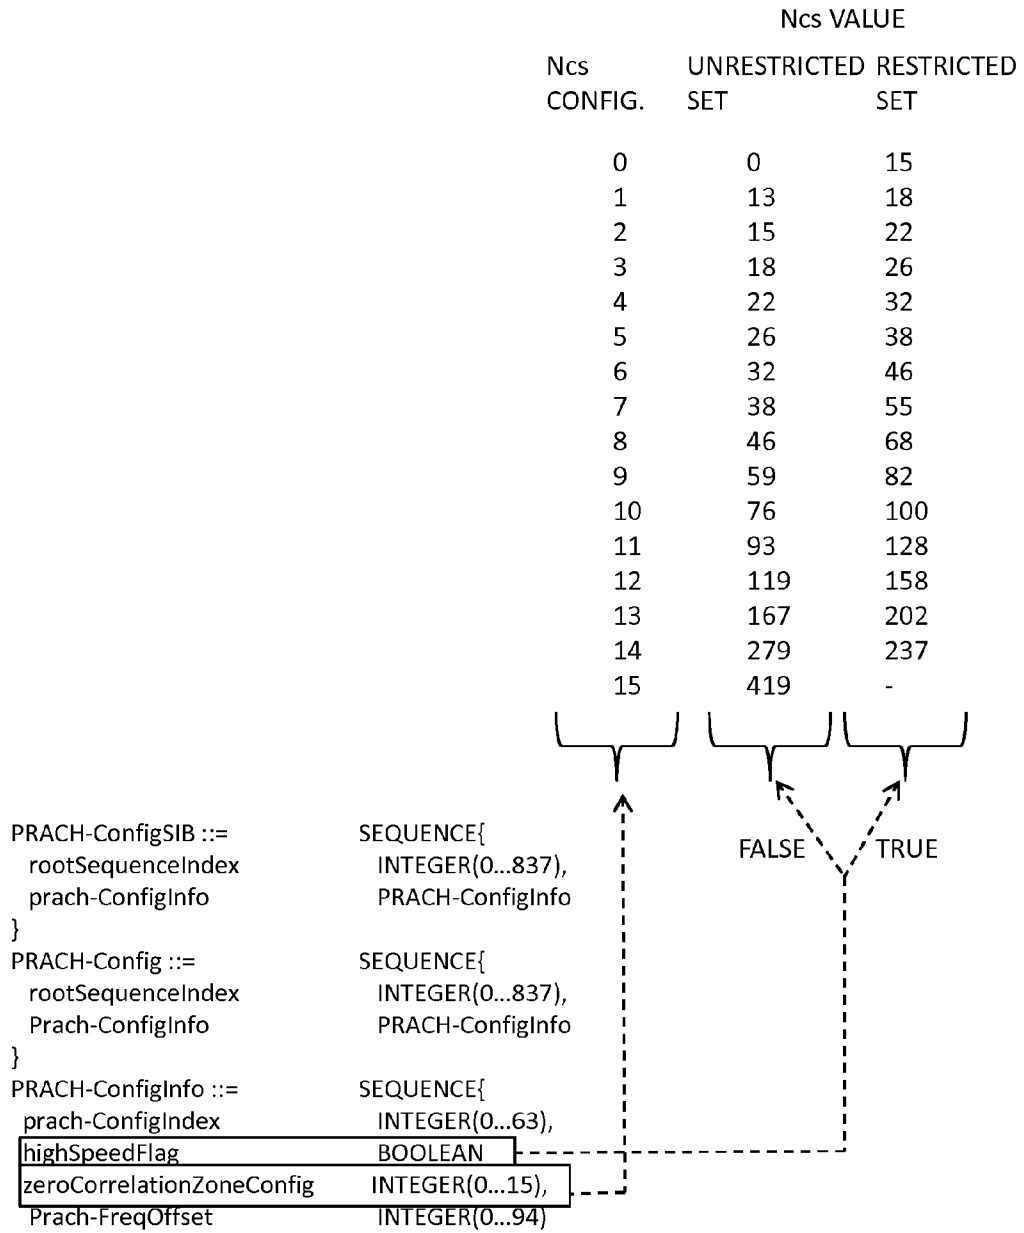 Ncs VALUE
Ncs UNRESTRICTED RESTRICTED
CONFIG. SET SET
0 0 15
1 13 18
2 15 22
3 18 26
4 22 32
5 26 38
6 32 46
7 38 55
8 46 68
9 59 82
10 76 100
11 93 128
12 119 158
13 167 202
14 279 237
15 419 -
FALSE TRUE
PRACH-ConfigSIB ::= SEQUENCE{
rootSequenceIndex INTEGER(0...837),
prach-ConfigInfo PRACH-ConfigInfo
}
PRACH-Config ::= SEQUENCE{
rootSequenceIndex INTEGER(0...837),
Prach-ConfigInfo PRACH-ConfigInfo
}
PRACH-ConfigInfo ::= SEQUENCE{
prach-ConfigIndex INTEGER(0...63),
highSpeedFlag BOOLEAN
zeroCorrelationZoneConfig INTEGER(0...15),
Prach-FreqOffset INTEGER(0...94)